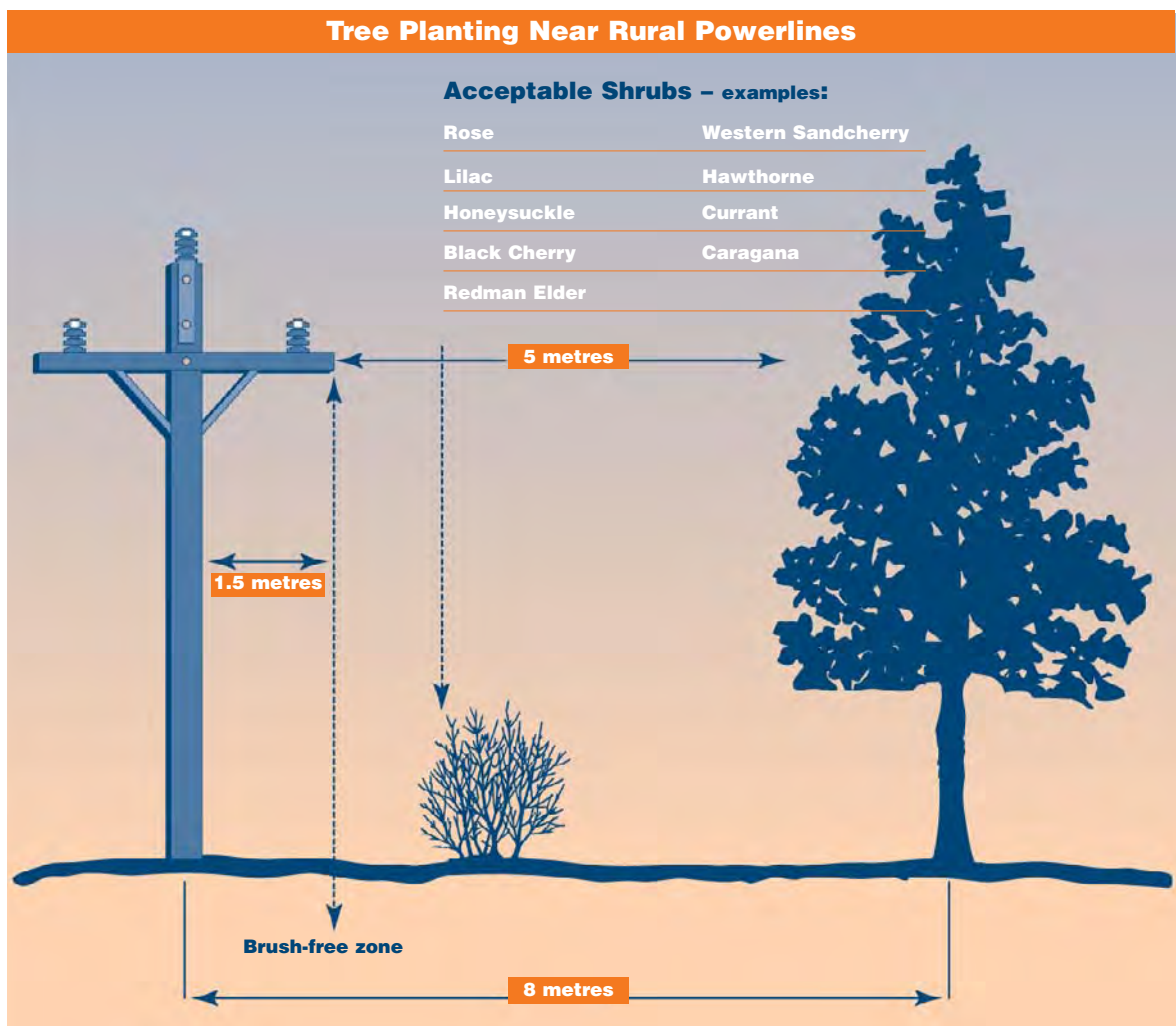 Tree Planting Near Rural Powerlines
Acceptable Shrubs – examples:
Rose Western Sandcherry
Lilac Hawthorne
Honeysuckle Currant
Black Cherry Caragana
Redman Elder
5 metres
1.5 metres
Brush-free zone
8 metres